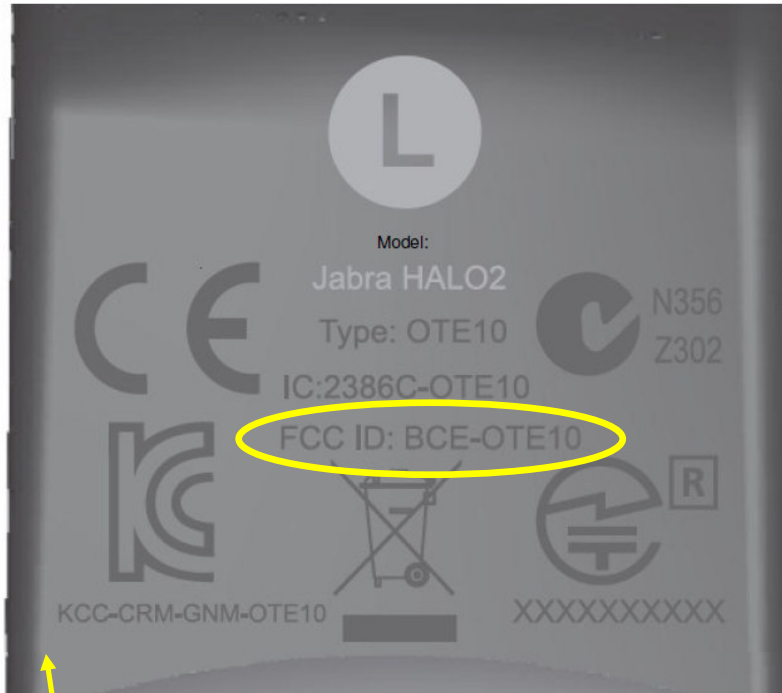 L
Model:
Jabra HALO2
CE
N356
Z302
Type: OTE10
IC:2386C-OTE10
FCC ID: BCE-OTE10
R
KCC-CRM-GNM-OTE10
XXXXXXXXXX